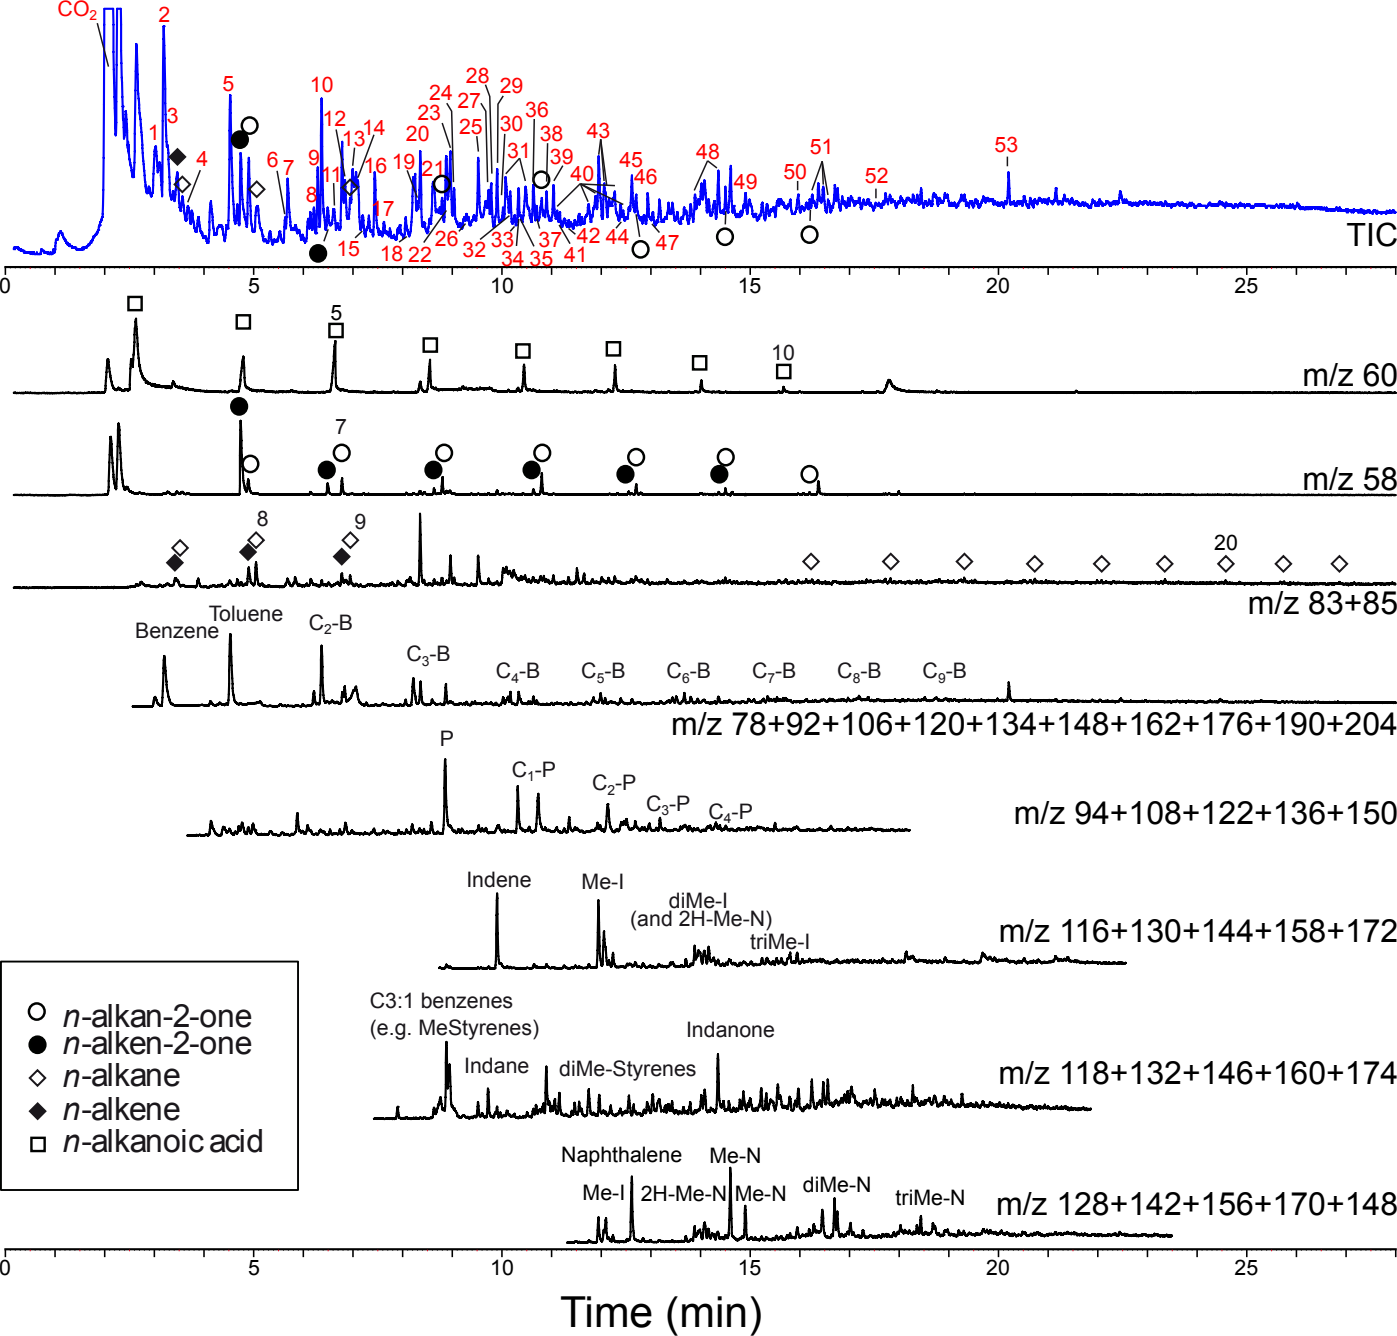 CO2
2
1
3
4
5
6
7
8
9
10
11
12
13
14
15
16
17
18
19
20
21
22
23
24
25
26
27
28
29
30
31
32
33
34
35
36
37
38
39
40
41
42
43
44
45
46
47
48
49
50
51
52
53
TIC
0 5 10 15 20 25
5
10
m/z 60
7
m/z 58
8
9
20
m/z 83+85
Benzene
Toluene
C2-B
C3-B
C4-B
C5-B
C6-B
C7-B
C8-B
C9-B
m/z 78+92+106+120+134+148+162+176+190+204
P
C1-P
C2-P
C3-P
C4-P
m/z 94+108+122+136+150
Indene
Me-I
diMe-I
(and 2H-Me-N)
triMe-I
m/z 116+130+144+158+172
C3:1 benzenes
(e.g. MeStyrenes)
Indane
diMe-Styrenes
Indanone
m/z 118+132+146+160+174
Naphthalene
Me-I
2H-Me-N
Me-N
Me-N
diMe-N
triMe-N
m/z 128+142+156+170+148
n-alkan-2-one
n-alken-2-one
n-alkane
n-alkene
n-alkanoic acid
0 5 10 15 20 25
Time (min)